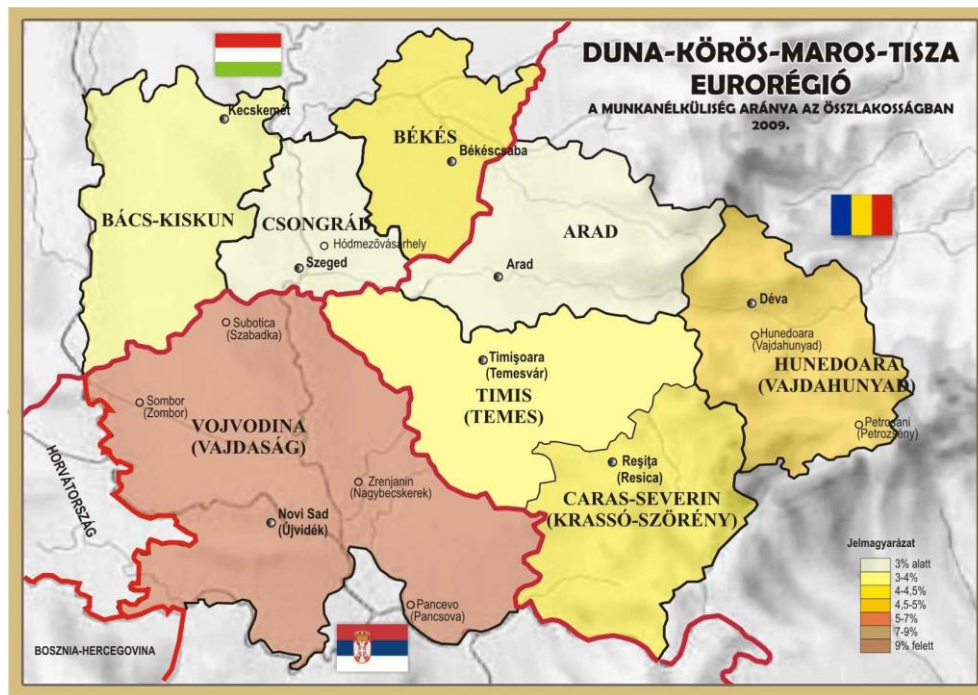 DUNA-KÖRÖS-MAROS-TISZA
EURORÉGIÓ
A MUNKANÉLKÜLISÉG ARÁNYA AZ ÖSSZLAKOSSÁGBAN
2009.
Kecskemét
BÉKÉS
Békéscsaba
BÁCS-KISKUN
CSONGRÁD
Hódmezővásárhely
Szeged
ARAD
Arad
Déva
Hunedoara
(Vajdahunyad)
HUNEDOARA
(VAJDAHUNYAD)
Petrosani
(Petrozsény)
Subotica
(Szabadka)
Timişoara
(Temesvár)
TIMIS
(TEMES)
Sombor
(Zombor)
VOJVODINA
(VAJDASÁG)
Reşiţa
(Resica)
CARAS-SEVERIN
(KRASSÓ-SZÖRÉNY)
Zrenjanin
(Nagybecskerek)
Novi Sad
(Újvidék)
HORVÁTORSZÁG
Pancevo
(Pancsova)
BOSZNIA-HERCEGOVINA
Jelmagyarázat
3% alatt
3-4%
4-4,5%
4,5-5%
5-7%
7-9%
9% felett